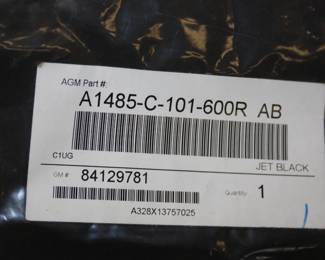 AGM Part #:
A1485-C-101-600R AB
C1UG JET BLACK
GM # 84129781 Quantity 1
A328X13757025